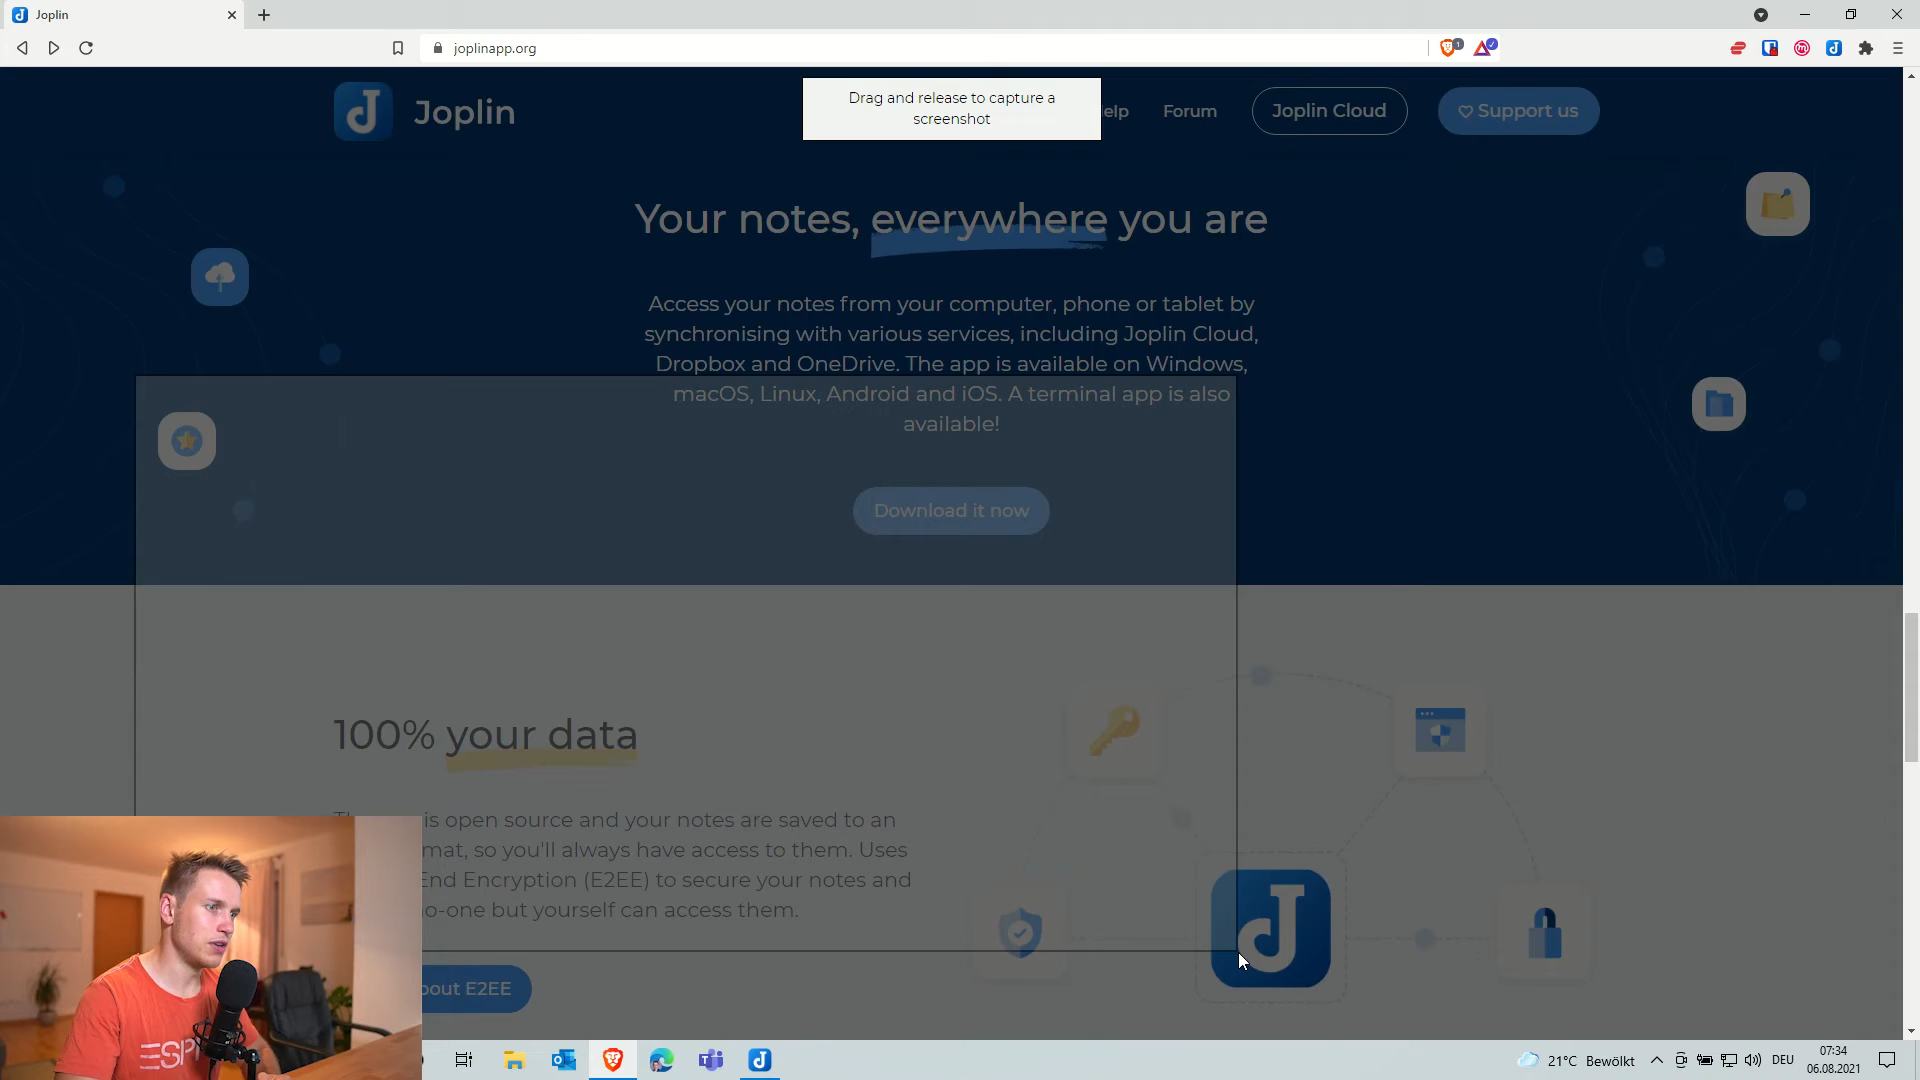 Joplin
joplinapp.org
1
Joplin
Drag and release to capture a
screenshot
elp
Forum
Joplin Cloud
Support us
Your notes, everywhere you are
Access your notes from your computer, phone or tablet by
synchronising with various services, including Joplin Cloud,
Dropbox and OneDrive. The app is available on Windows,
macOS, Linux, Android and iOS. A terminal app is also
available!
Download it now
100% your data
is open source and your notes are saved to an
mat, so you'll always have access to them. Uses
End Encryption (E2EE) to secure your notes and
o-one but yourself can access them.
bout E2EE
ESP
21°C Bewölkt
DEU
07:34
06.08.2021